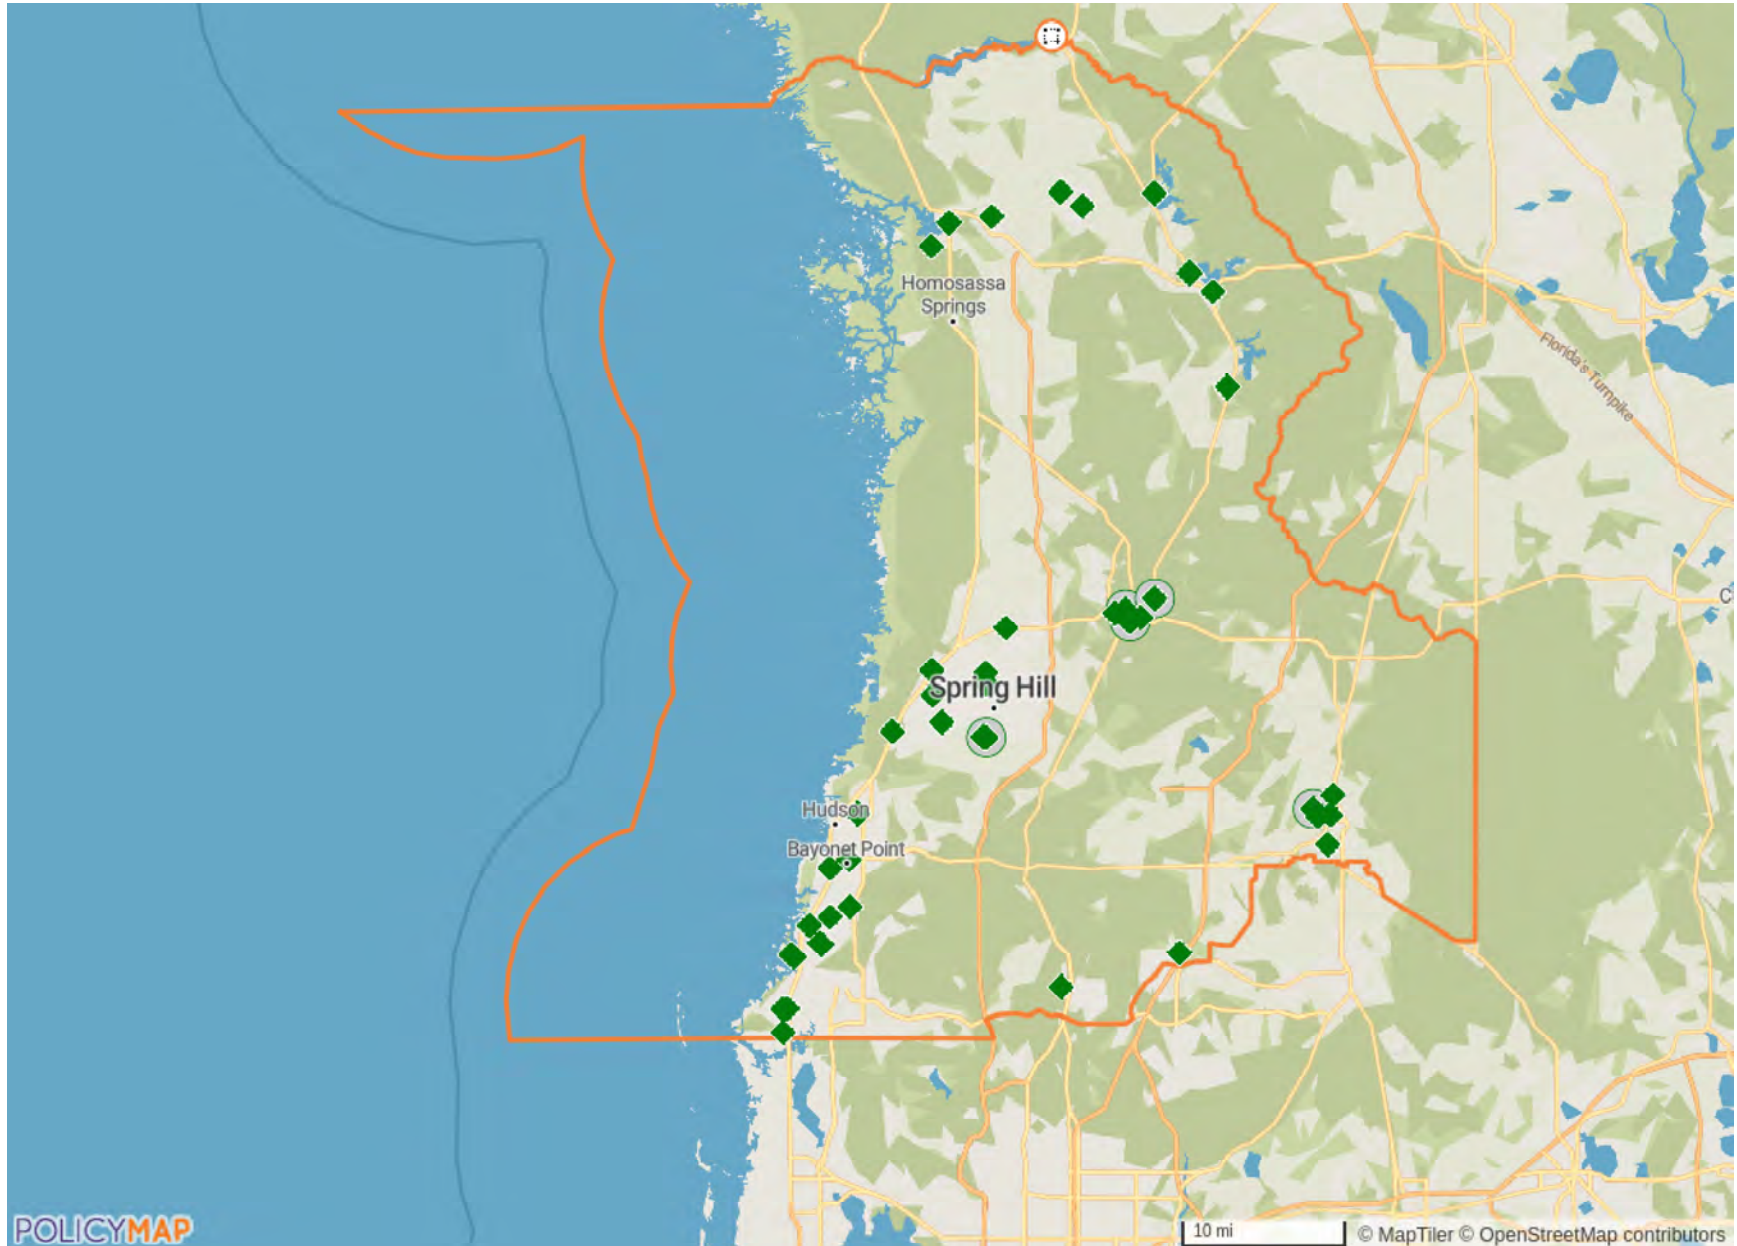 Homosassa
Springs
Florida's Turnpike
C
Spring Hill
Hudson
Bayonet Point
POLICYMAP
10 mi
© MapTiler © OpenStreetMap contributors